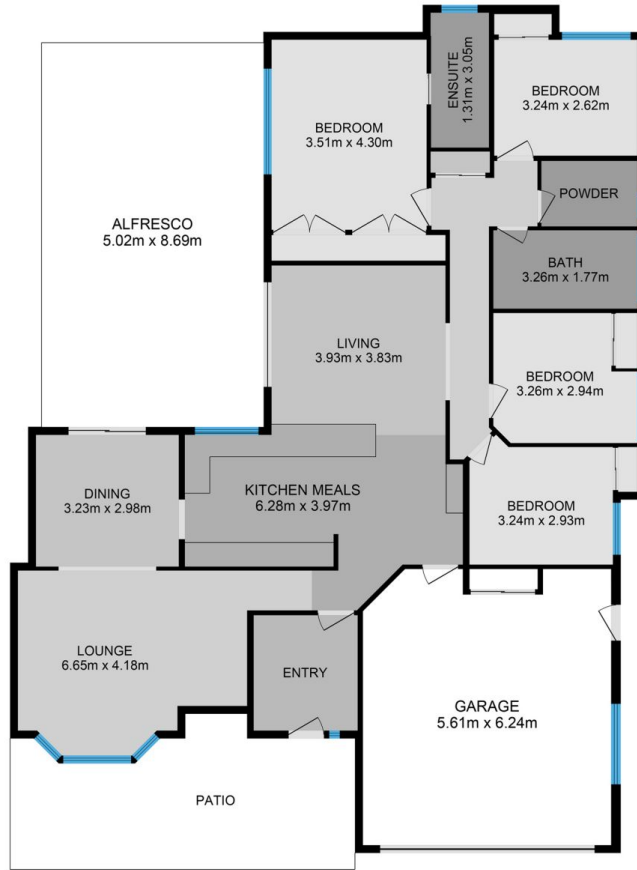 ENSUITE
1.31m x 3.05m
BEDROOM
3.24m x 2.62m
BEDROOM
3.51m x 4.30m
POWDER
ALFRESCO
5.02m x 8.69m
BATH
3.26m x 1.77m
LIVING
3.93m x 3.83m
BEDROOM
3.26m x 2.94m
DINING
3.23m x 2.98m
KITCHEN MEALS
6.28m x 3.97m
BEDROOM
3.24m x 2.93m
LOUNGE
6.65m x 4.18m
ENTRY
GARAGE
5.61m x 6.24m
PATIO